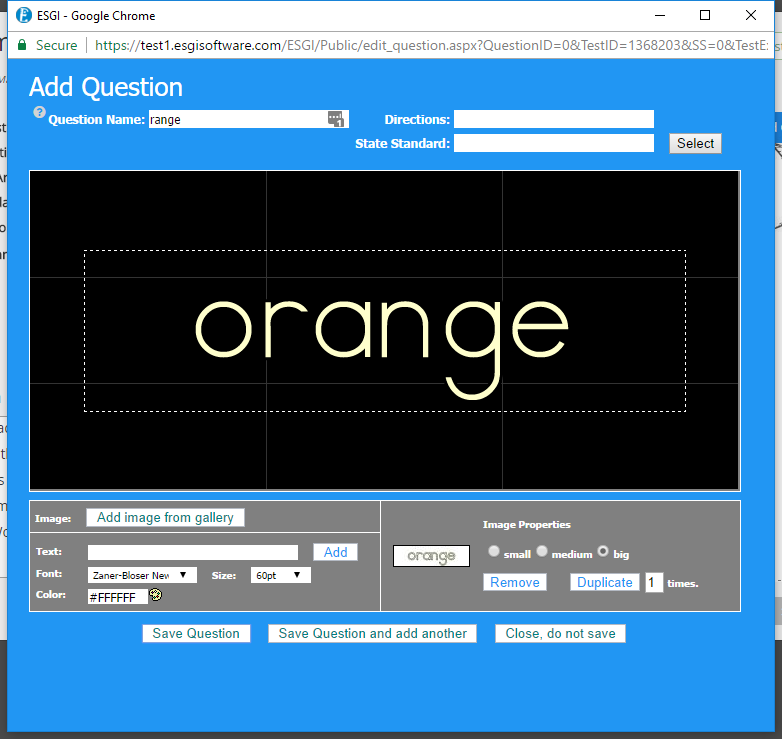 ESGI - Google Chrome
Secure https://test1.esgisoftware.com/ESGI/Public/edit_question.aspx?QuestionID=0&TestID=1368203&SS=0&TestEx
Add Question
? Question Name: range 1 Directions:
State Standard: Select
orange
Image: Add image from gallery
Text: Add
Font: Zaner-Bloser New Size: 60pt
Color: #FFFFFF
Image Properties
orange small medium big
Remove Duplicate 1 times.
Save Question Save Question and add another Close, do not save